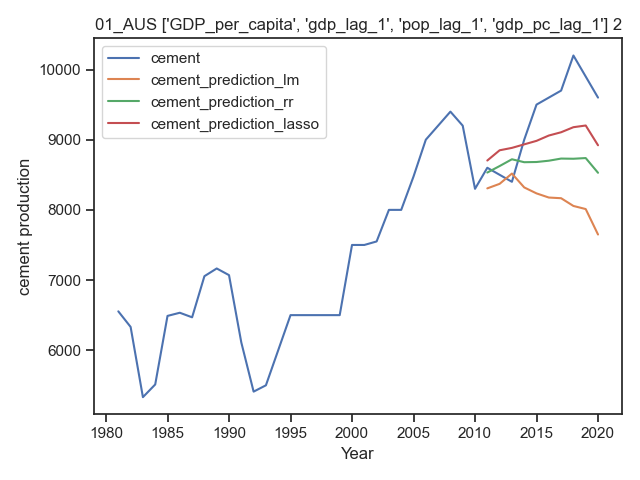 01_AUS ['GDP_per_capita', 'gdp_lag_1', 'pop_lag_1', 'gdp_pc_lag_1'] 2
cement
cement_prediction_lm
cement_prediction_rr
cement_prediction_lasso
10000
9000
8000
7000
6000
cement production
1980 1985 1990 1995 2000 2005 2010 2015 2020
Year